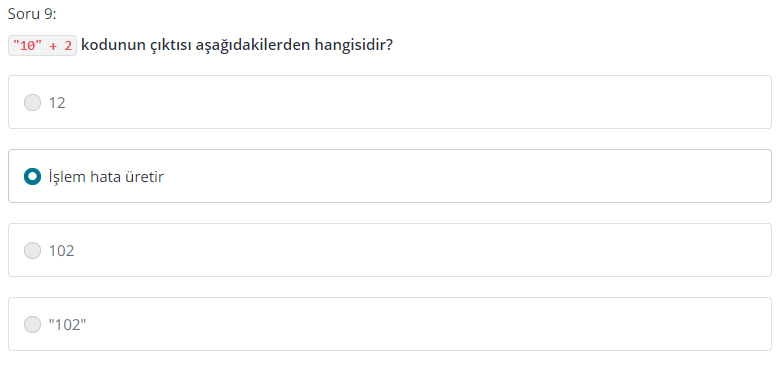 Soru 9:
"10" + 2 kodunun çıktısı aşağıdakilerden hangisidir?
12
İşlem hata üretir
102
"102"